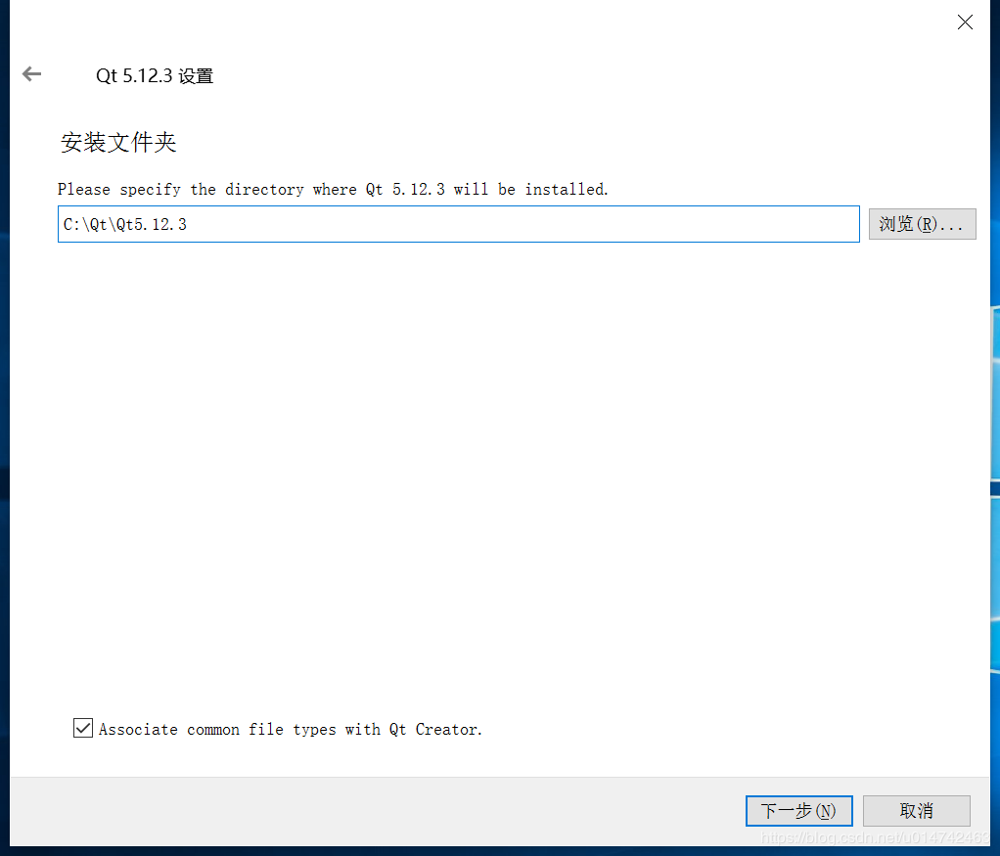 Qt 5.12.3 设置
安装文件夹
Please specify the directory where Qt 5.12.3 will be installed.
C:\Qt\Qt5.12.3
浏览(R)...
Associate common file types with Qt Creator.
下一步(N)
取消
https://blog.csdn.net/u014742463